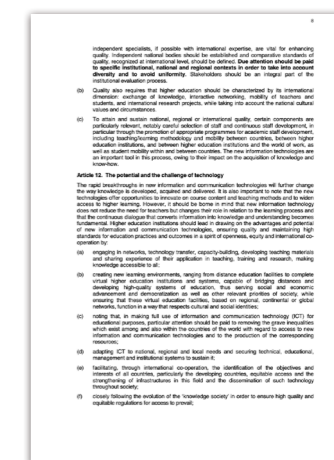 independent specialists, if possible with international expertise, are vital for enhancing
quality. Independent national bodies should be established and comparative standards of
quality, recognized at international level, should be defined. Due attention should be paid
to specific institutional, national and regional contexts in order to take into account
diversity and to avoid uniformity. Stakeholders should be an integral part of the
institutional evaluation process.
(b) Quality also requires that higher education should be characterized by its international
dimension: exchange of knowledge, interactive networking, mobility of teachers and
students, and international research projects, while taking into account the national cultural
values and circumstances.
(c) To attain and sustain national, regional or international quality, certain components are
particularly relevant, notably careful selection of staff and continuous staff development, in
particular through the promotion of appropriate programmes for academic staff development,
including teaching/learning methodology and mobility between countries, between higher
education institutions, and between higher education institutions and the world of work, as
well as student mobility within and between countries. The new information technologies are
an important tool in this process, owing to their impact on the acquisition of knowledge and
know-how.
Article 12. The potential and the challenge of technology
The rapid breakthroughs in new information and communication technologies will further change
the way knowledge is developed, acquired and delivered. It is also important to note that the new
technologies offer opportunities to innovate on course content and teaching methods and to widen
access to higher learning. However, it should be borne in mind that new information technology
does not reduce the need for teachers but changes their role in relation to the learning process and
that the continuous dialogue that converts information into knowledge and understanding becomes
fundamental. Higher education institutions should lead in drawing on the advantages and potential
of new information and communication technologies, ensuring quality and maintaining high
standards for education practices and outcomes in a spirit of openness, equity and international co-
operation by:
(a) engaging in networks, technology transfer, capacity-building, developing teaching materials
and sharing experience of their application in teaching, training and research, making
knowledge accessible to all;
(b) creating new learning environments, ranging from distance education facilities to complete
virtual higher education institutions and systems, capable of bridging distances and
developing high-quality systems of education, thus serving social and economic
advancement and democratization as well as other relevant priorities of society, while
ensuring that these virtual education facilities, based on regional, continental or global
networks, function in a way that respects cultural and social identities;
(c) noting that, in making full use of information and communication technology (ICT) for
educational purposes, particular attention should be paid to removing the grave inequalities
which exist among and also within the countries of the world with regard to access to new
information and communication technologies and to the production of the corresponding
resources;
(d) adapting ICT to national, regional and local needs and securing technical, educational,
management and institutional systems to sustain it;
(e) facilitating, through international co-operation, the identification of the objectives and
interests of all countries, particularly the developing countries, equitable access and the
strengthening of infrastructures in this field and the dissemination of such technology
throughout society;
(f) closely following the evolution of the 'knowledge society' in order to ensure high quality and
equitable regulations for access to prevail;